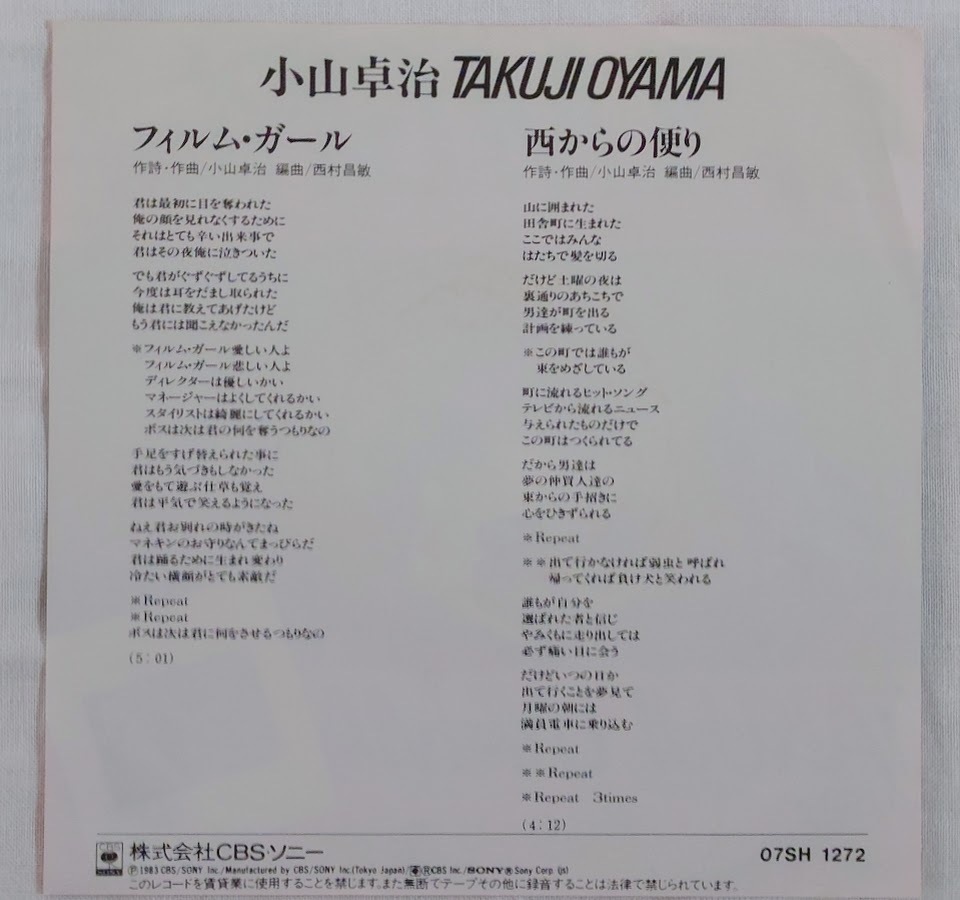 小山卓治 TAKUJI OYAMA
フィルム・ガール
作詩・作曲/小山卓治 編曲/西村昌敏
君は最初に目を奪われた
俺の顔を見れなくするために
それはとても辛い出来事で
君はその夜俺に泣きついた
でも君がぐずぐずしてるうちに
今度は耳をだまし取られた
俺は君に教えてあげたけど
もう君には聞こえなかったんだ
※フィルム・ガール愛しい人よ
フィルム・ガール悲しい人よ
ディレクターは優しいかい
マネージャーはよくしてくれるかい
スタイリストは綺麗にしてくれるかい
ボスは次は君の何を奪うつもりなの
手足をすげ替えられた事に
君はもう気づきもしなかった
愛をもて遊ぶ仕草も覚え
君は平気で笑えるようになった
ねえ君お別れの時がきたね
マネキンのお守りなんてまっぴらだ
君は踊るために生まれ変わり
冷たい横顔がとても素敵だ
※Repeat
※Repeat
ボスは次は君に何をさせるつもりなの
(5:01)
西からの便り
作詩・作曲/小山卓治 編曲/西村昌敏
山に囲まれた
田舎町に生まれた
ここではみんな
はたちで髪を切る
だけど土曜の夜は
裏通りのあちこちで
男達が町を出る
計画を練っている
※この町では誰もが
東をめざしている
町に流れるヒット・ソング
テレビから流れるニュース
与えられたものだけで
この町はつくられてる
だから男達は
夢の仲買人達の
東からの手招きに
心をひきずられる
※Repeat
※※出て行かなければ弱虫と呼ばれ
帰ってくれば負け犬と笑われる
誰もが自分を
選ばれた者と信じ
やみくもに走り出しては
必ず痛い目に会う
だけどいつの日か
出て行くことを夢見て
月曜の朝には
満員電車に乗り込む
※Repeat
※※Repeat
※Repeat 3times
(4:12)
CBS SONY 株式会社CBS・ソニー
07SH 1272
Ⓟ1983 CBS/SONY Inc./Manufactured by CBS/SONY Inc.(Tokyo Japan)/ⓇCBS Inc./SONY® Sony Corp. (js)
このレコードを賃貸業に使用することを禁じます。また無断でテープその他に録音することは法律で禁じられています。